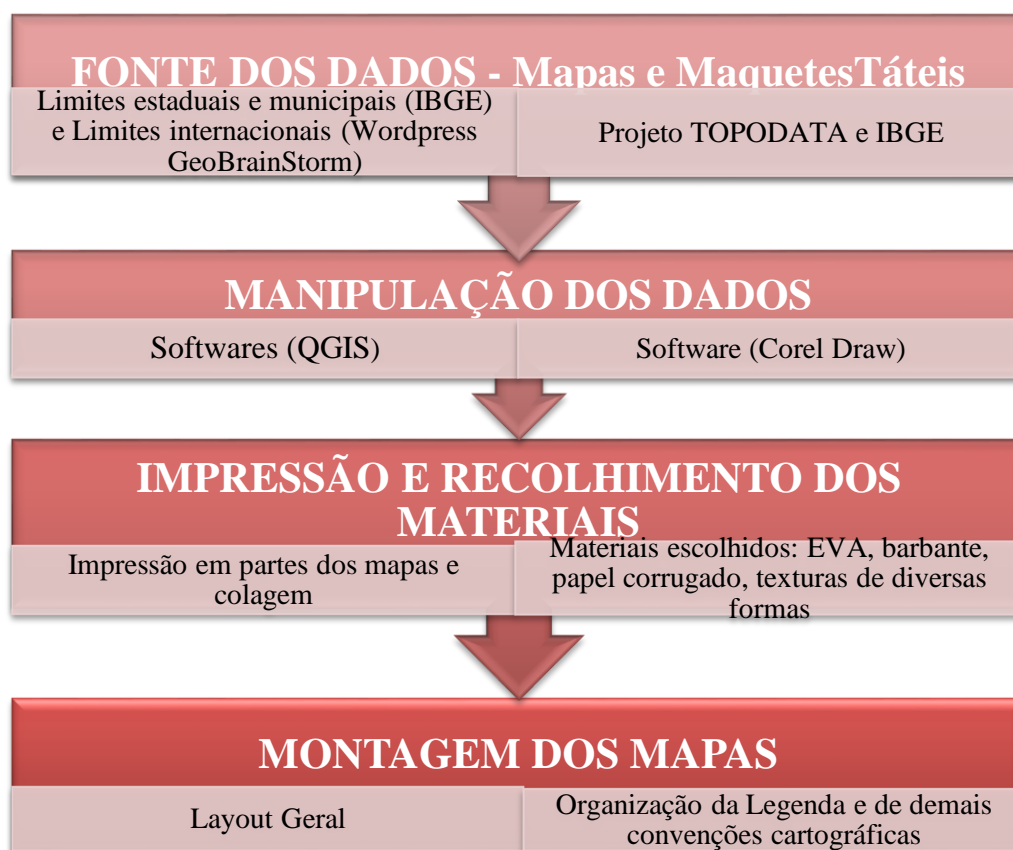 FONTE DOS DADOS - Mapas e MaquetesTáteis
Limites estaduais e municipais (IBGE)
e Limites internacionais (Wordpress
GeoBrainStorm)
Projeto TOPODATA e IBGE
MANIPULAÇÃO DOS DADOS
Softwares (QGIS)
Software (Corel Draw)
IMPRESSÃO E RECOLHIMENTO DOS
MATERIAIS
Impressão em partes dos mapas e
colagem
Materiais escolhidos: EVA, barbante,
papel corrugado, texturas de diversas
formas
MONTAGEM DOS MAPAS
Layout Geral
Organização da Legenda e de demais
convenções cartográficas